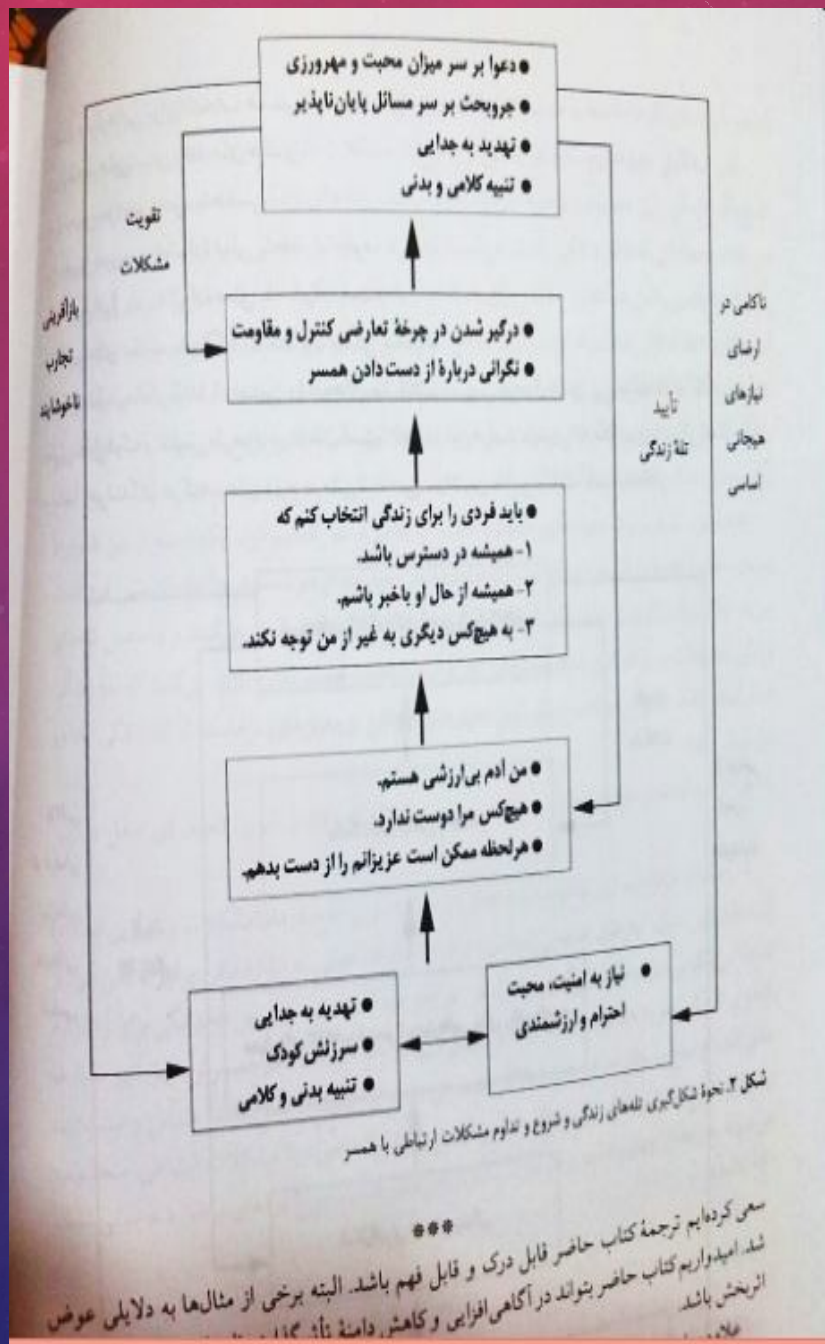 ● دعوا بر سر میزان محبت و مهرورزی
● جروبحث بر سر مسائل پایان‌ناپذیر
● تهدید به جدایی
● تنبیه کلامی و بدنی
تقویت
مشکلات
بازآفرینی
تجارب
ناخوشایند
ناکامی در
ارضای
نیازهای
هیجانی
اساسی
تأیید
تلهٔ زندگی
● درگیر شدن در چرخهٔ تعارضی کنترل و مقاومت
● نگرانی دربارهٔ از دست دادن همسر
● باید فردی را برای زندگی انتخاب کنم که
۱- همیشه در دسترس باشد.
۲- همیشه از حال او باخبر باشم.
۳- به هیچ‌کس دیگری به غیر از من توجه نکند.
● من آدم بی‌ارزشی هستم.
● هیچ‌کس مرا دوست ندارد.
● هرلحظه ممکن است عزیزانم را از دست بدهم.
● نیاز به امنیت، محبت
احترام و ارزشمندی
● تهدید به جدایی
● سرزنش کودک
● تنبیه بدنی و کلامی
شکل ۲. نحوهٔ شکل‌گیری تله‌های زندگی و شروع و تداوم مشکلات ارتباطی با همسر
***
سعی کرده‌ایم ترجمهٔ کتاب حاضر قابل درک و قابل فهم باشد. البته برخی از مثال‌ها به دلایلی عوض
شد. امیدواریم کتاب حاضر بتواند در آگاهی‌افزایی و کاهش دامنهٔ
اثربخش باشد.